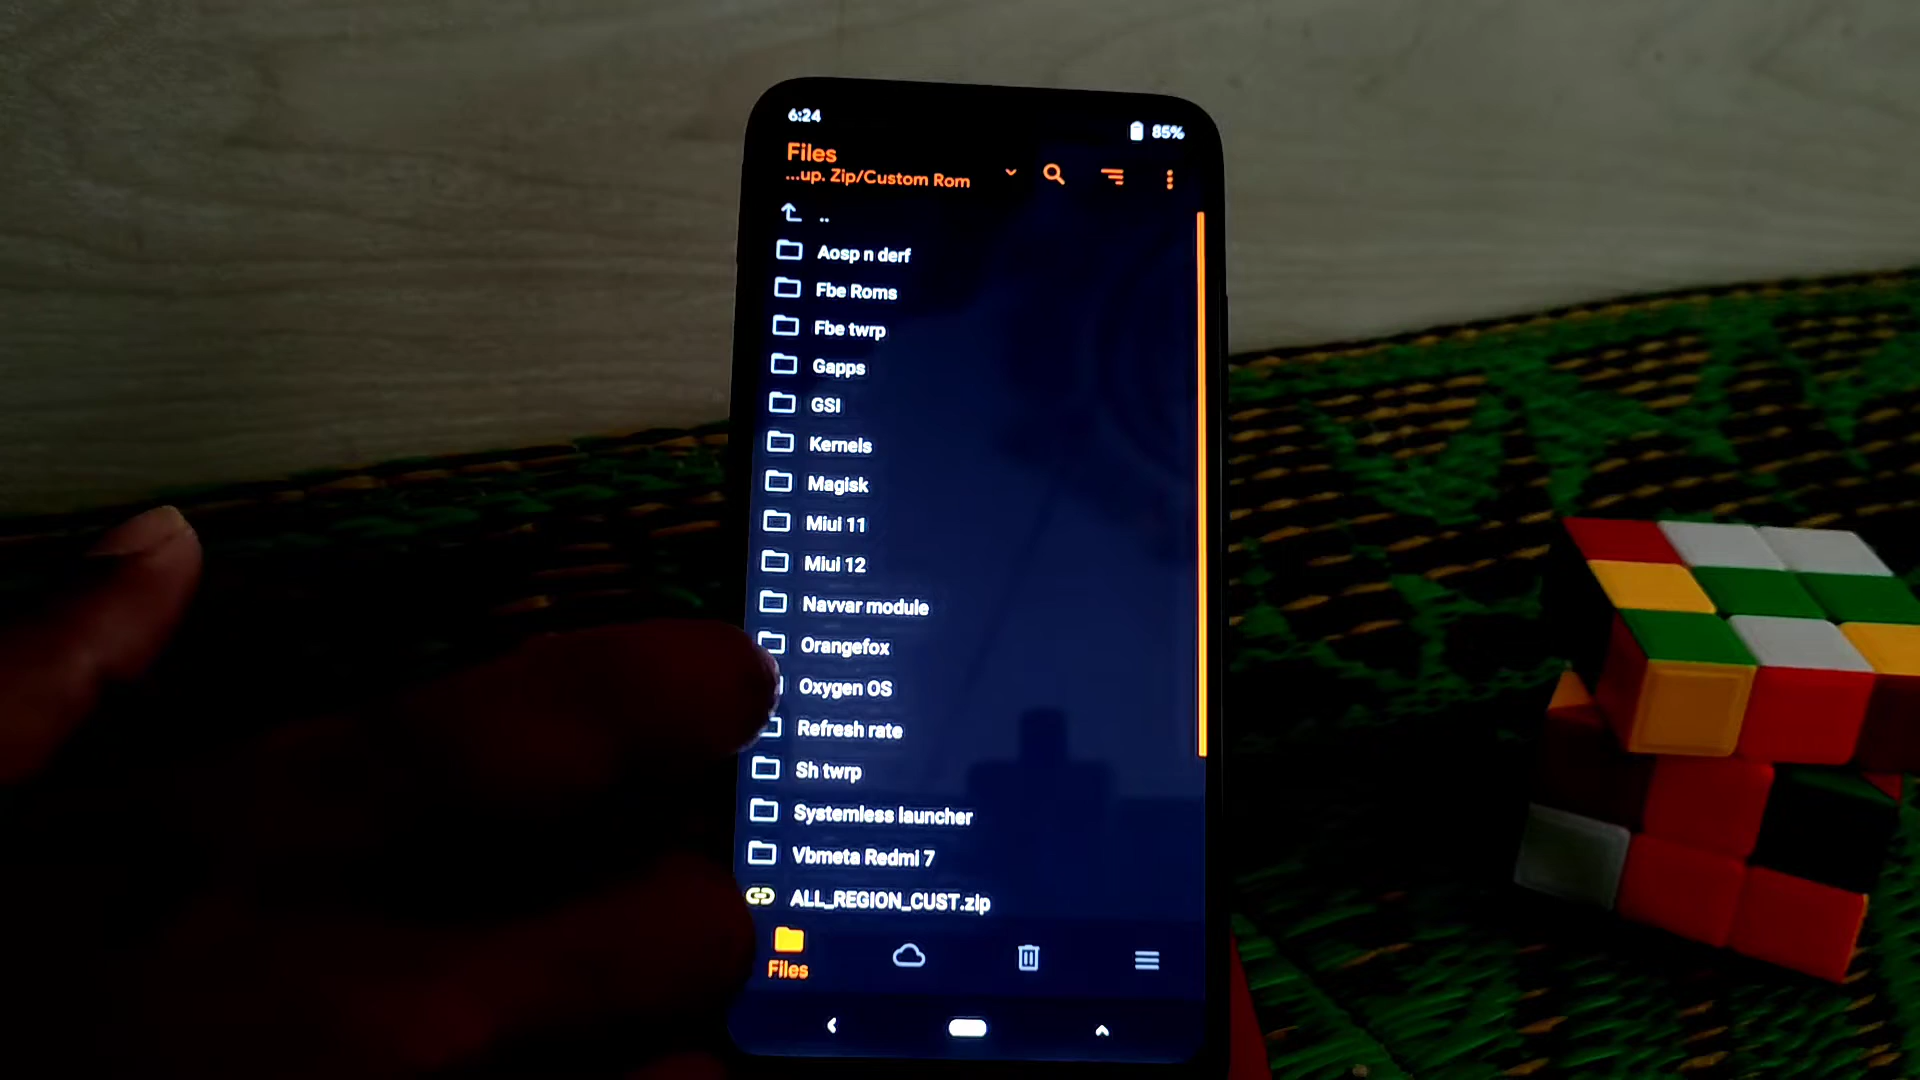 6:24
85%
Files
...up. Zip/Custom Rom
..
Aosp n derf
Fbe Roms
Fbe twrp
Gapps
GSI
Kernels
Magisk
Miui 11
Miui 12
Navvar module
Orangefox
Oxygen OS
Refresh rate
Sh twrp
Systemless launcher
Vbmeta Redmi 7
ALL_REGION_CUST.zip
Files